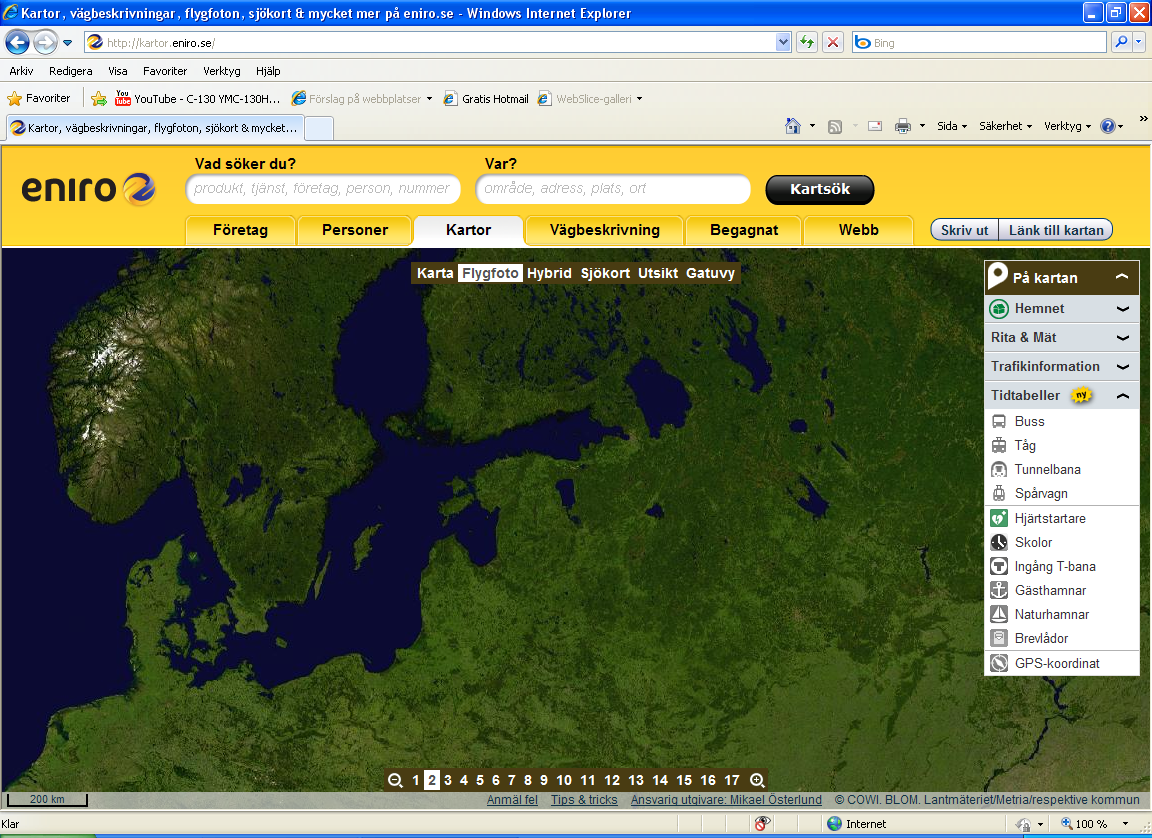 Kartor, vägbeskrivningar, flygfoton, sjökort & mycket mer på eniro.se - Windows Internet Explorer
http://kartor.eniro.se/
Bing
Arkiv Redigera Visa Favoriter Verktyg Hjälp
Favoriter
You Tube
YouTube - C-130 YMC-130H...
Förslag på webbplatser
Gratis Hotmail
WebSlice-galleri
Kartor, vägbeskrivningar, flygfoton, sjökort & mycket...
Sida Säkerhet Verktyg
eniro
Vad söker du?
produkt, tjänst, företag, person, nummer
Var?
område, adress, plats, ort
Kartsök
Företag Personer Kartor Vägbeskrivning Begagnat Webb
Skriv ut Länk till kartan
Karta Flygfoto Hybrid Sjökort Utsikt Gatuvy
På kartan
Hemnet
Rita & Mät
Trafikinformation
Tidtabeller ny
Buss
Tåg
Tunnelbana
Spårvagn
Hjärtstartare
Skolor
Ingång T-bana
Gästhamnar
Naturhamnar
Brevlådor
GPS-koordinat
1 2 3 4 5 6 7 8 9 10 11 12 13 14 15 16 17
200 km
Anmäl fel Tips & tricks Ansvarig utgivare: Mikael Österlund © COWI. BLOM. Lantmäteriet/Metria/respektive kommun
Klar
Internet
100 %